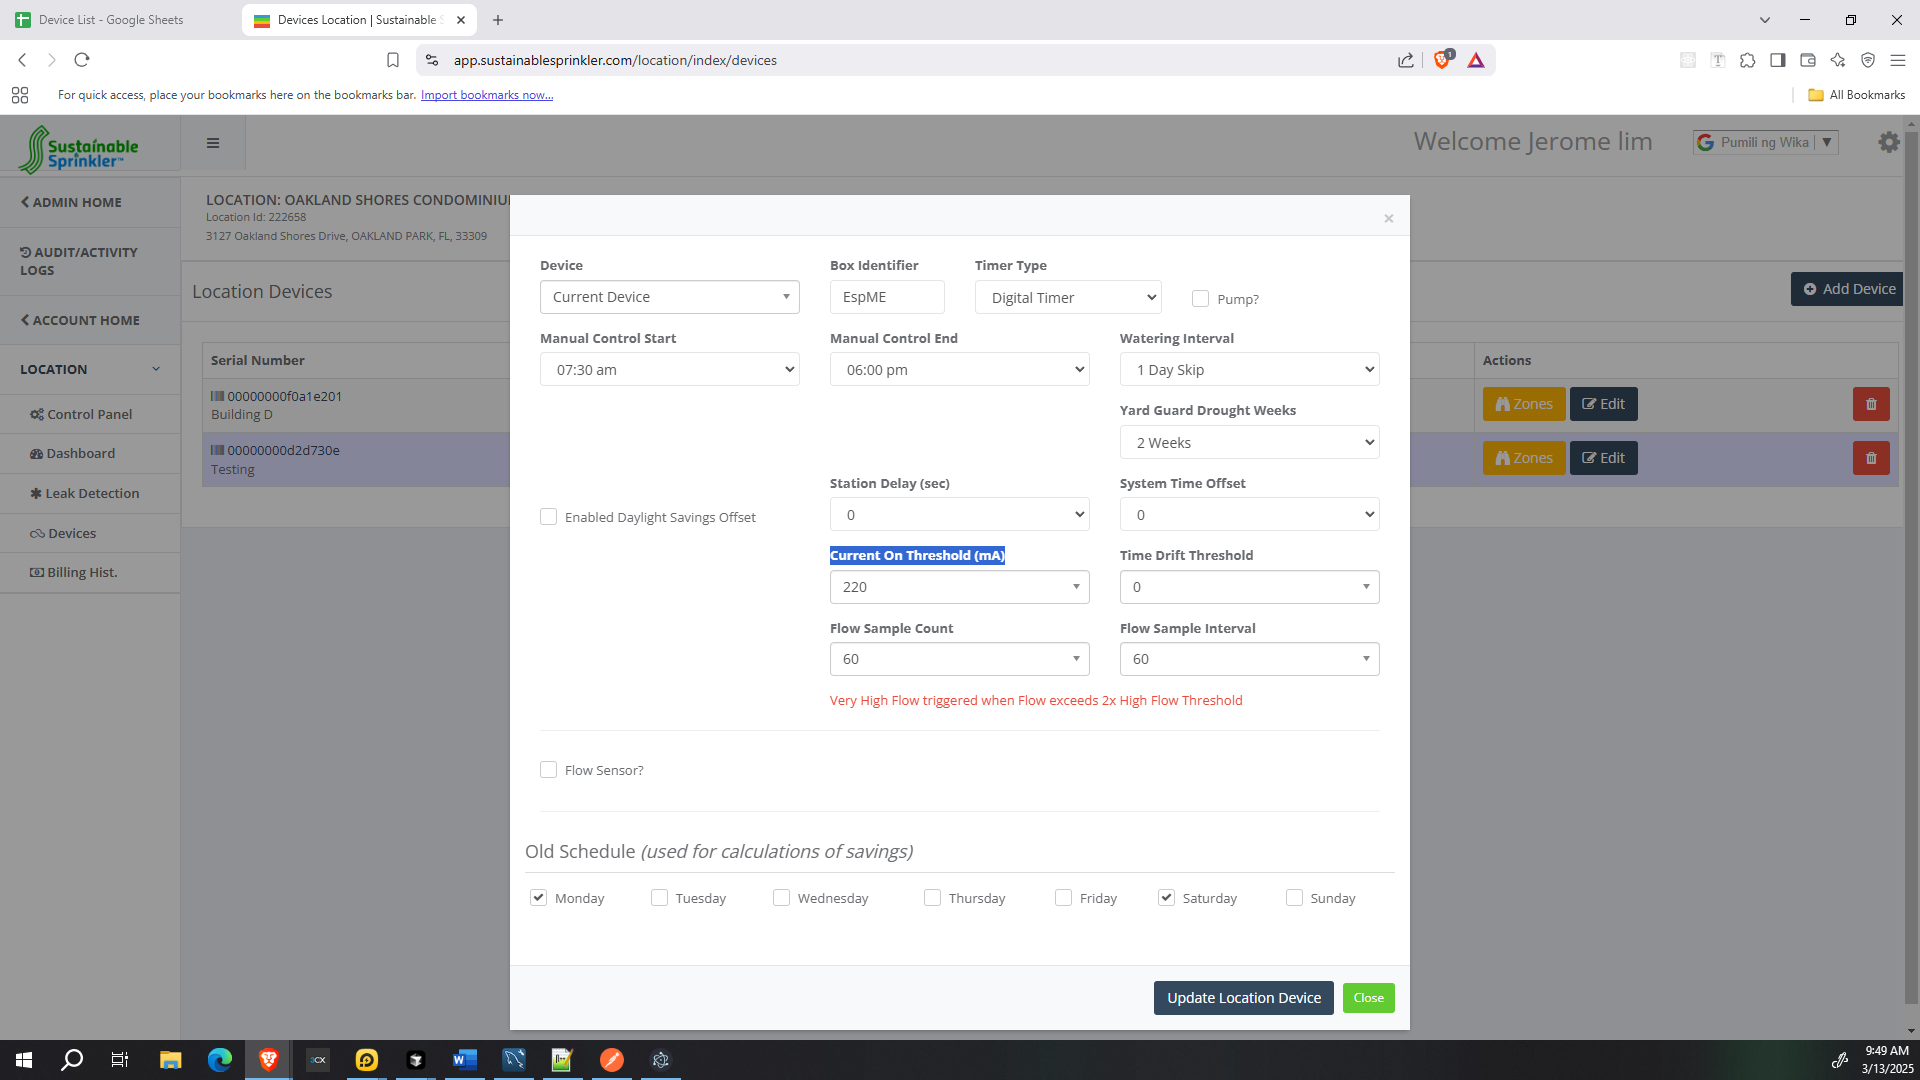 Device List - Google Sheets
Devices Location | Sustainable S
app.sustainablesprinkler.com/location/index/devices
1
For quick access, place your bookmarks here on the bookmarks bar. Import bookmarks now...
All Bookmarks
Sustainable
Sprinkler™
Welcome Jerome lim
Pumili ng Wika
▼
ADMIN HOME
AUDIT/ACTIVITY
LOGS
ACCOUNT HOME
LOCATION
Control Panel
Dashboard
Leak Detection
Devices
Billing Hist.
LOCATION: OAKLAND SHORES CONDOMINIU
Location Id: 222658
3127 Oakland Shores Drive, OAKLAND PARK, FL, 33309
Location Devices
Add Device
Serial Number
Actions
00000000f0a1e201
Building D
Zones
Edit
00000000d2d730e
Testing
Zones
Edit
×
Device
Box Identifier
Timer Type
Current Device
EspME
Digital Timer
Pump?
Manual Control Start
Manual Control End
Watering Interval
07:30 am
06:00 pm
1 Day Skip
Yard Guard Drought Weeks
2 Weeks
Station Delay (sec)
System Time Offset
Enabled Daylight Savings Offset
0
0
Current On Threshold (mA)
Time Drift Threshold
220
0
Flow Sample Count
Flow Sample Interval
60
60
Very High Flow triggered when Flow exceeds 2x High Flow Threshold
Flow Sensor?
Old Schedule (used for calculations of savings)
Monday
Tuesday
Wednesday
Thursday
Friday
Saturday
Sunday
Update Location Device
Close
3CX
9:49 AM
3/13/2025